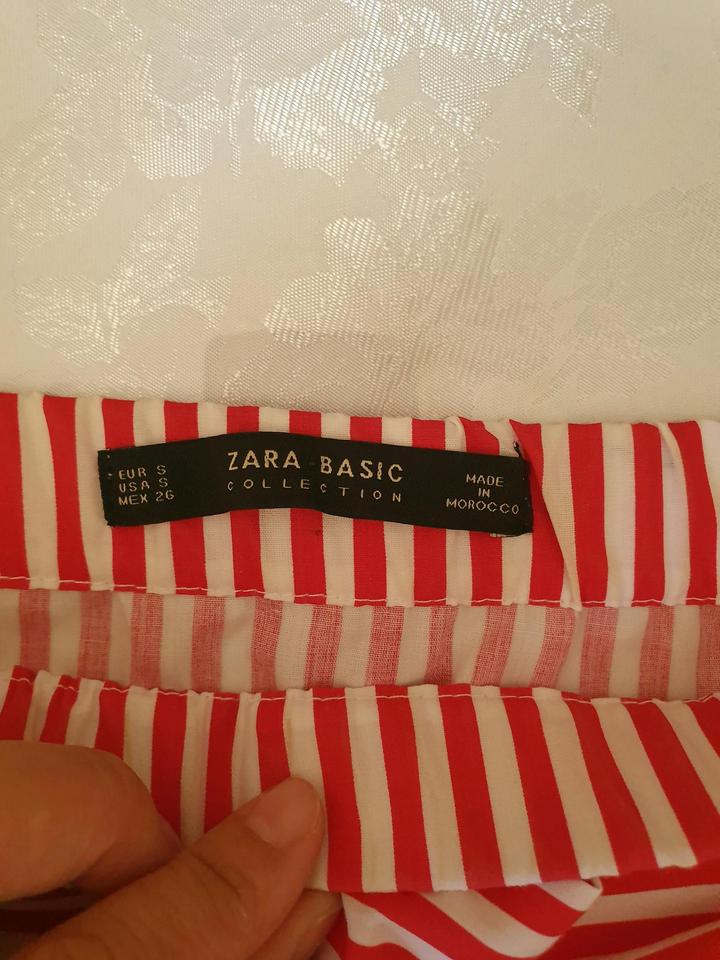 EUR S
USA S
MEX 26
ZARA BASIC
COLLECTION
MADE
IN
MOROCCO